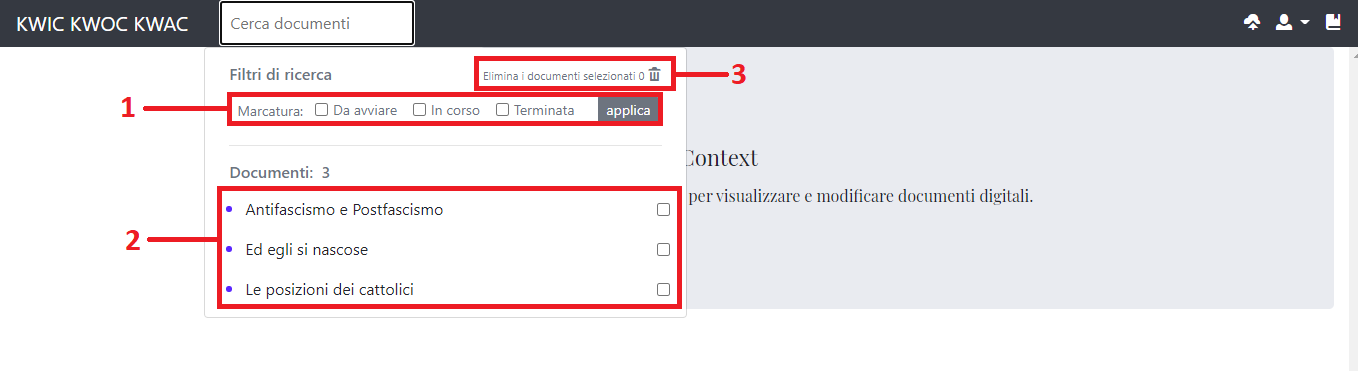 KWIC KWOC KWAC Cerca documenti
Filtri di ricerca
Elimina i documenti selezionati 0
3
1
Marcatura: Da avviare In corso Terminata applica
Context
Documenti: 3
per visualizzare e modificare documenti digitali.
2
Antifascismo e Postfascismo
Ed egli si nascose
Le posizioni dei cattolici